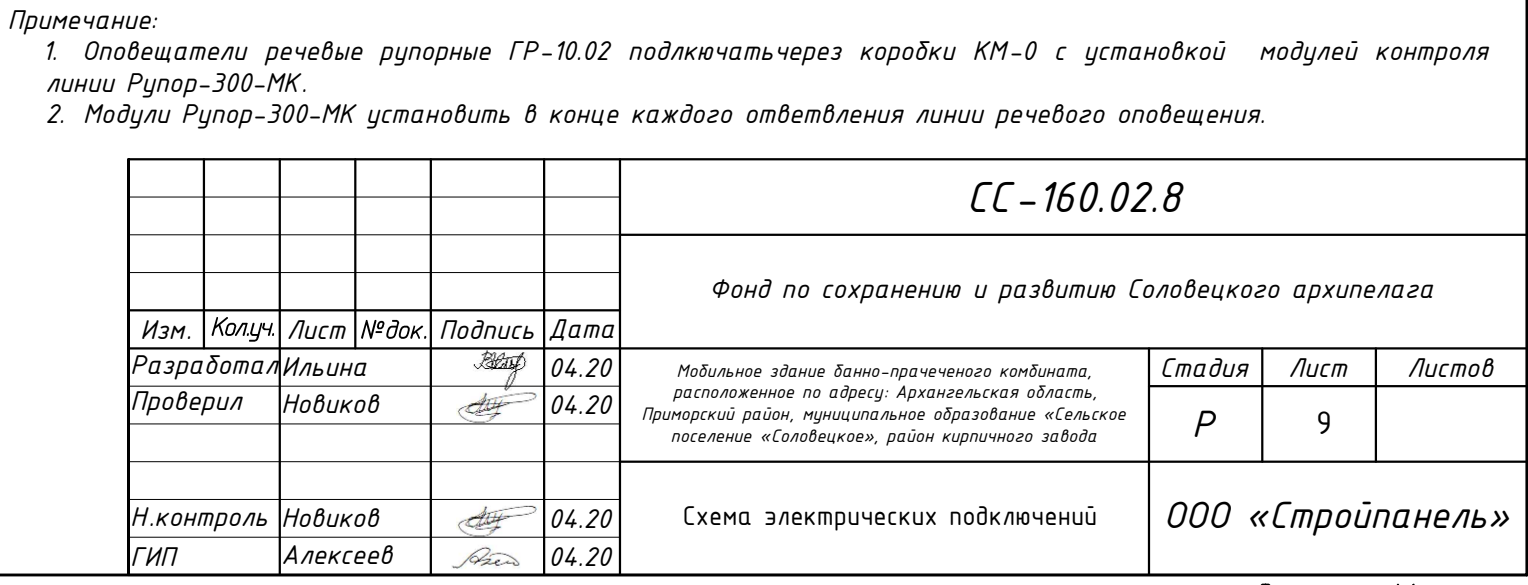 Примечание:
1. Оповещатели речевые рупорные ГР-10.02 подлкючатьчерез коробки КМ-0 с установкой модулей контроля
линии Рупор-300-МК.
2. Модули Рупор-300-МК установить в конце каждого ответвления линии речевого оповещения.
СС-160.02.8
Фонд по сохранению и развитию Соловецкого архипелага
Изм. Кол.уч. Лист №док. Подпись Дата
Разработал Ильина 04.20
Проверил Новиков 04.20
Мобильное здание банно-прачеченого комбината,
расположенное по адресу: Архангельская область,
Приморский район, муниципальное образование «Сельское
поселение «Соловецкое», район кирпичного завода
Стадия Лист Листов
Р 9
Н.контроль Новиков 04.20
ГИП Алексеев 04.20
Схема электрических подключений
ООО «Стройпанель»